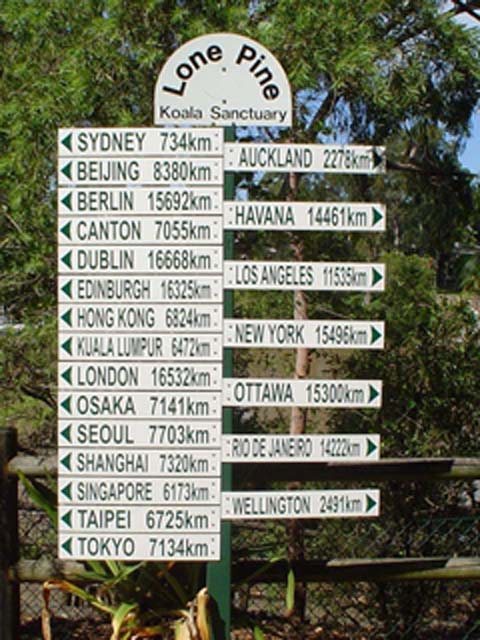 Lone Pine
Koala Sanctuary
SYDNEY 734km
BEIJING 8380km
BERLIN 15692km
CANTON 7055km
DUBLIN 16668km
EDINBURGH 16325km
HONG KONG 6824km
KUALA LUMPUR 6472km
LONDON 16532km
OSAKA 7141km
SEOUL 7703km
SHANGHAI 7320km
SINGAPORE 6173km
TAIPEI 6725km
TOKYO 7134km
AUCKLAND 2278km
HAVANA 14461km
LOS ANGELES 11535km
NEW YORK 15496km
OTTAWA 15300km
RIO DE JANEIRO 14222km
WELLINGTON 2491km